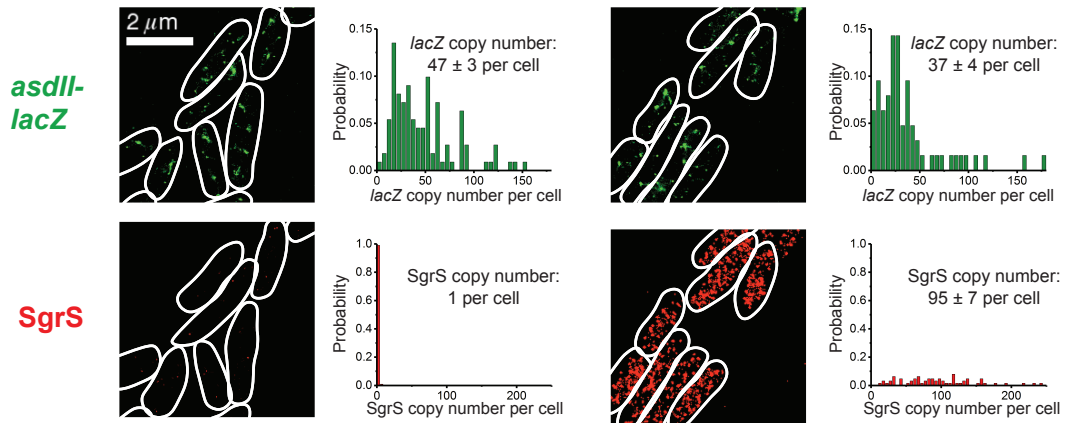 asdII-
lacZ
2 μm
lacZ copy number:
47 ± 3 per cell
Probability
0.15
0.10
0.05
0.00
0 50 100 150
lacZ copy number per cell
lacZ copy number:
37 ± 4 per cell
Probability
0.15
0.10
0.05
0.00
0 50 100 150
lacZ copy number per cell
SgrS
SgrS copy number:
1 per cell
Probability
1.0
0.8
0.6
0.4
0.2
0.0
0 100 200
SgrS copy number per cell
SgrS copy number:
95 ± 7 per cell
Probability
1.0
0.8
0.6
0.4
0.2
0.0
0 100 200
SgrS copy number per cell